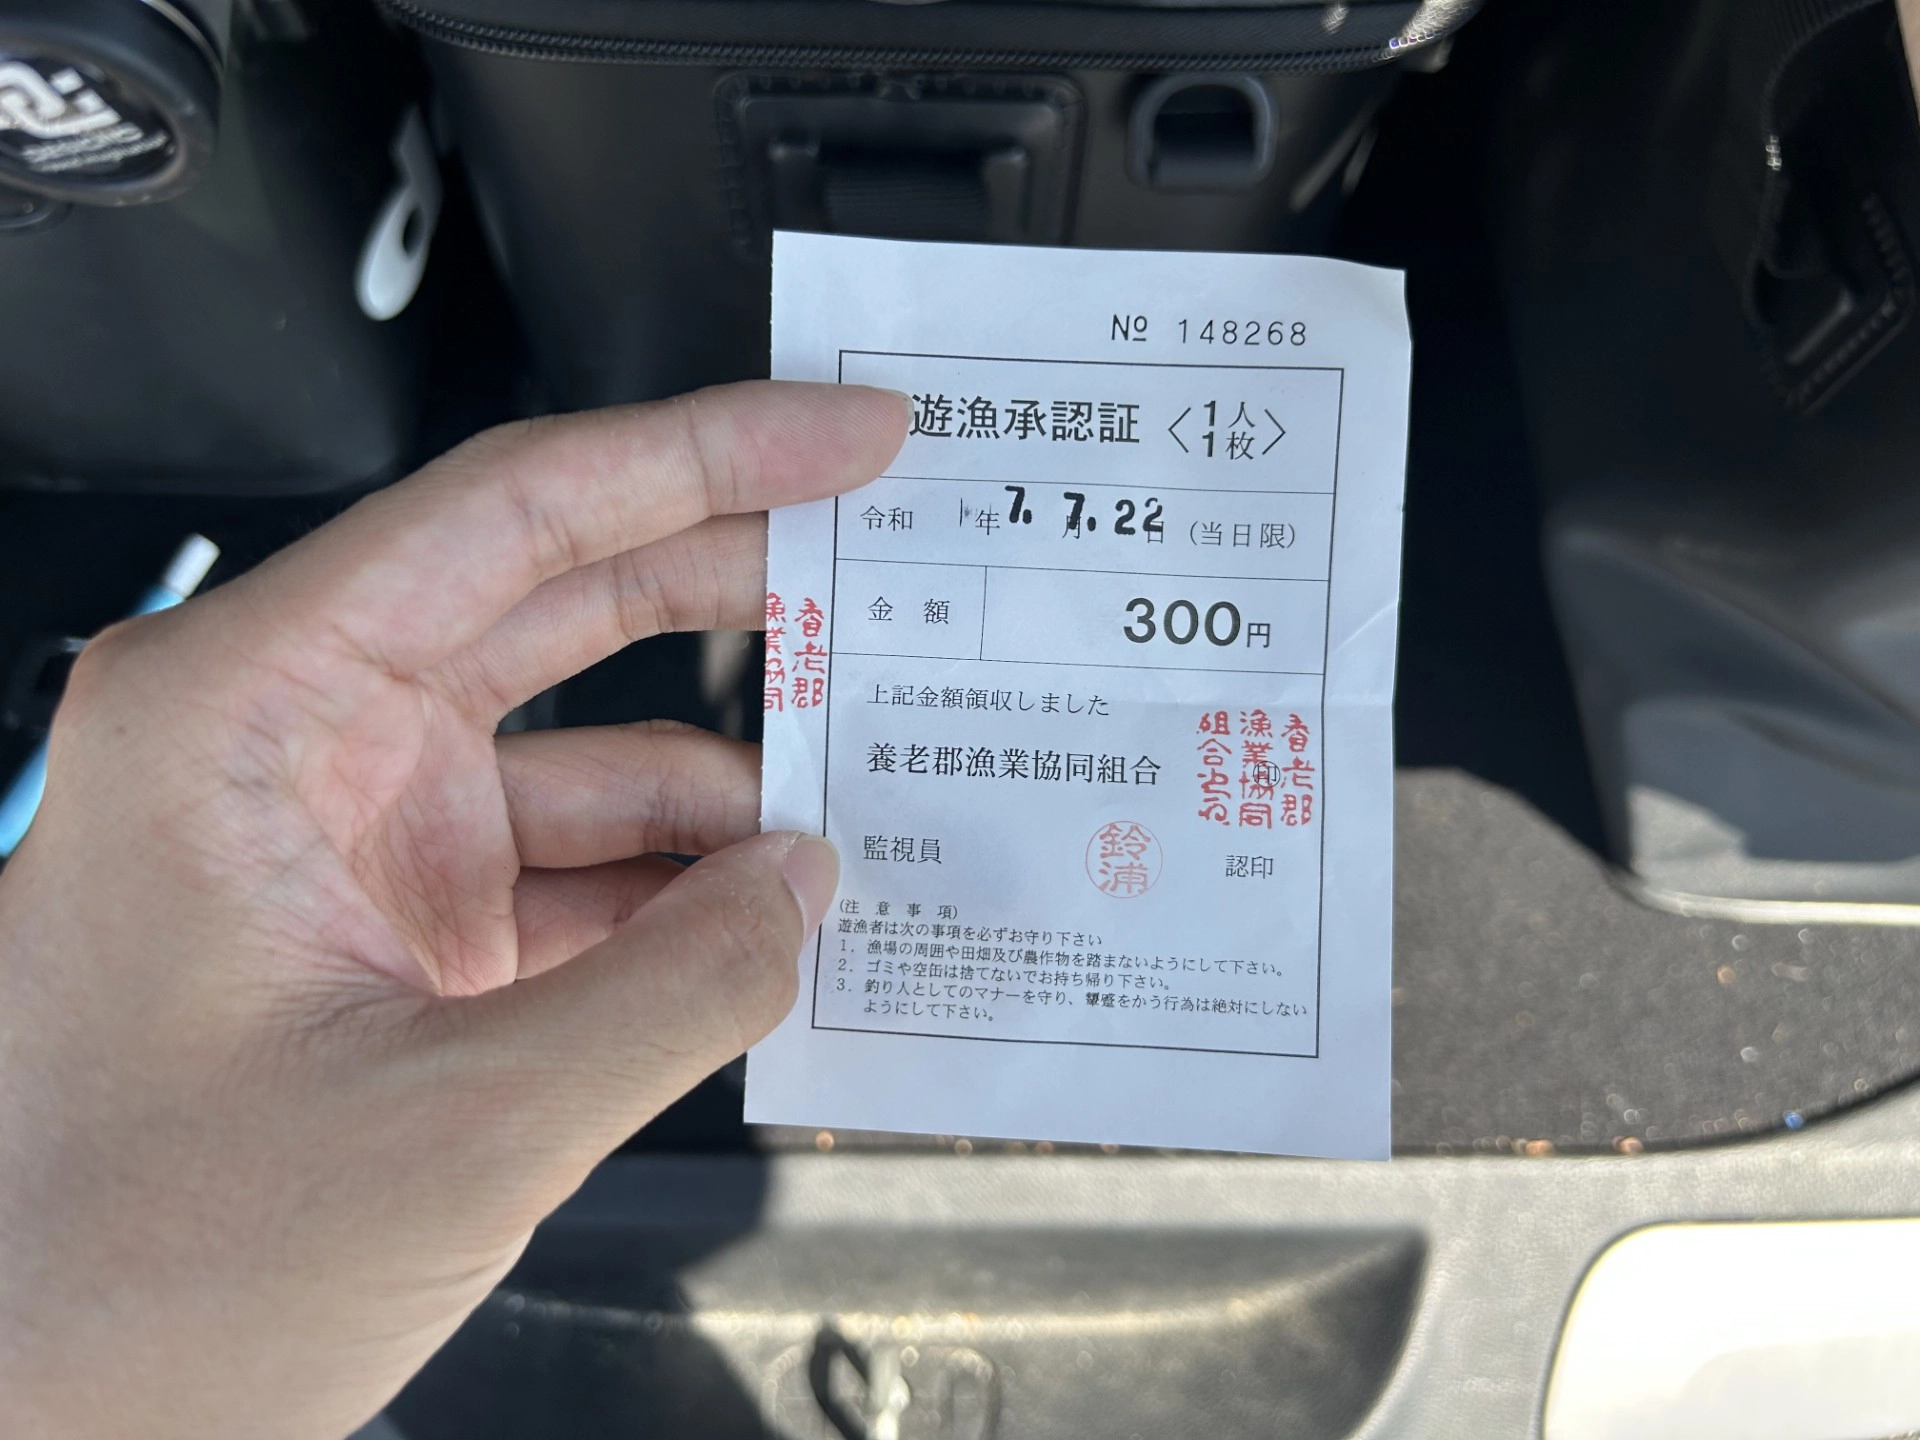 № 148268
遊漁承認証〈1人1枚〉
令和 年7. 月7. 22日 (当日限)
金額 300円
上記金額領収しました
養老郡漁業協同組合 ㊞
養老郡
漁業協同
組合之印
養老郡
漁業協同
監視員 鈴浦 認印
(注意事項)
遊漁者は次の事項を必ずお守り下さい
1. 漁場の周囲や田畑及び農作物を踏まないようにして下さい。
2. ゴミや空缶は捨てないでお持ち帰り下さい。
3. 釣り人としてのマナーを守り、顰蹙をかう行為は絶対にしない
ようにして下さい。